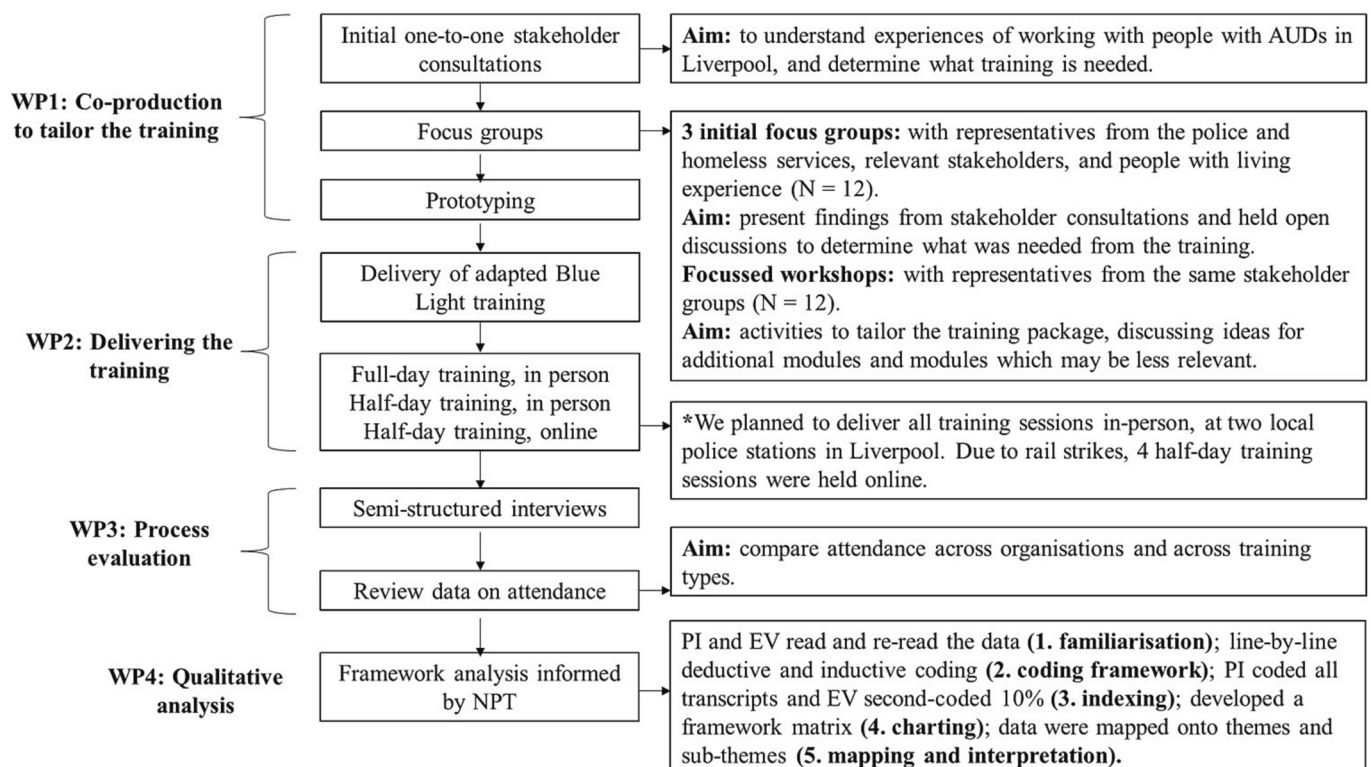 Initial one-to-one stakeholder
consultations
Aim: to understand experiences of working with people with AUDs in
Liverpool, and determine what training is needed.
WP1: Co-production
to tailor the training
Focus groups
3 initial focus groups: with representatives from the police and
homeless services, relevant stakeholders, and people with living
experience (N = 12).
Aim: present findings from stakeholder consultations and held open
discussions to determine what was needed from the training.
Focussed workshops: with representatives from the same stakeholder
groups (N = 12).
Aim: activities to tailor the training package, discussing ideas for
additional modules and modules which may be less relevant.
Prototyping
WP2: Delivering the
training
Delivery of adapted Blue
Light training
Full-day training, in person
Half-day training, in person
Half-day training, online
*We planned to deliver all training sessions in-person, at two local
police stations in Liverpool. Due to rail strikes, 4 half-day training
sessions were held online.
WP3: Process
evaluation
Semi-structured interviews
Review data on attendance
Aim: compare attendance across organisations and across training
types.
WP4: Qualitative
analysis
Framework analysis informed
by NPT
PI and EV read and re-read the data (1. familiarisation); line-by-line
deductive and inductive coding (2. coding framework); PI coded all
transcripts and EV second-coded 10% (3. indexing); developed a
framework matrix (4. charting); data were mapped onto themes and
sub-themes (5. mapping and interpretation).